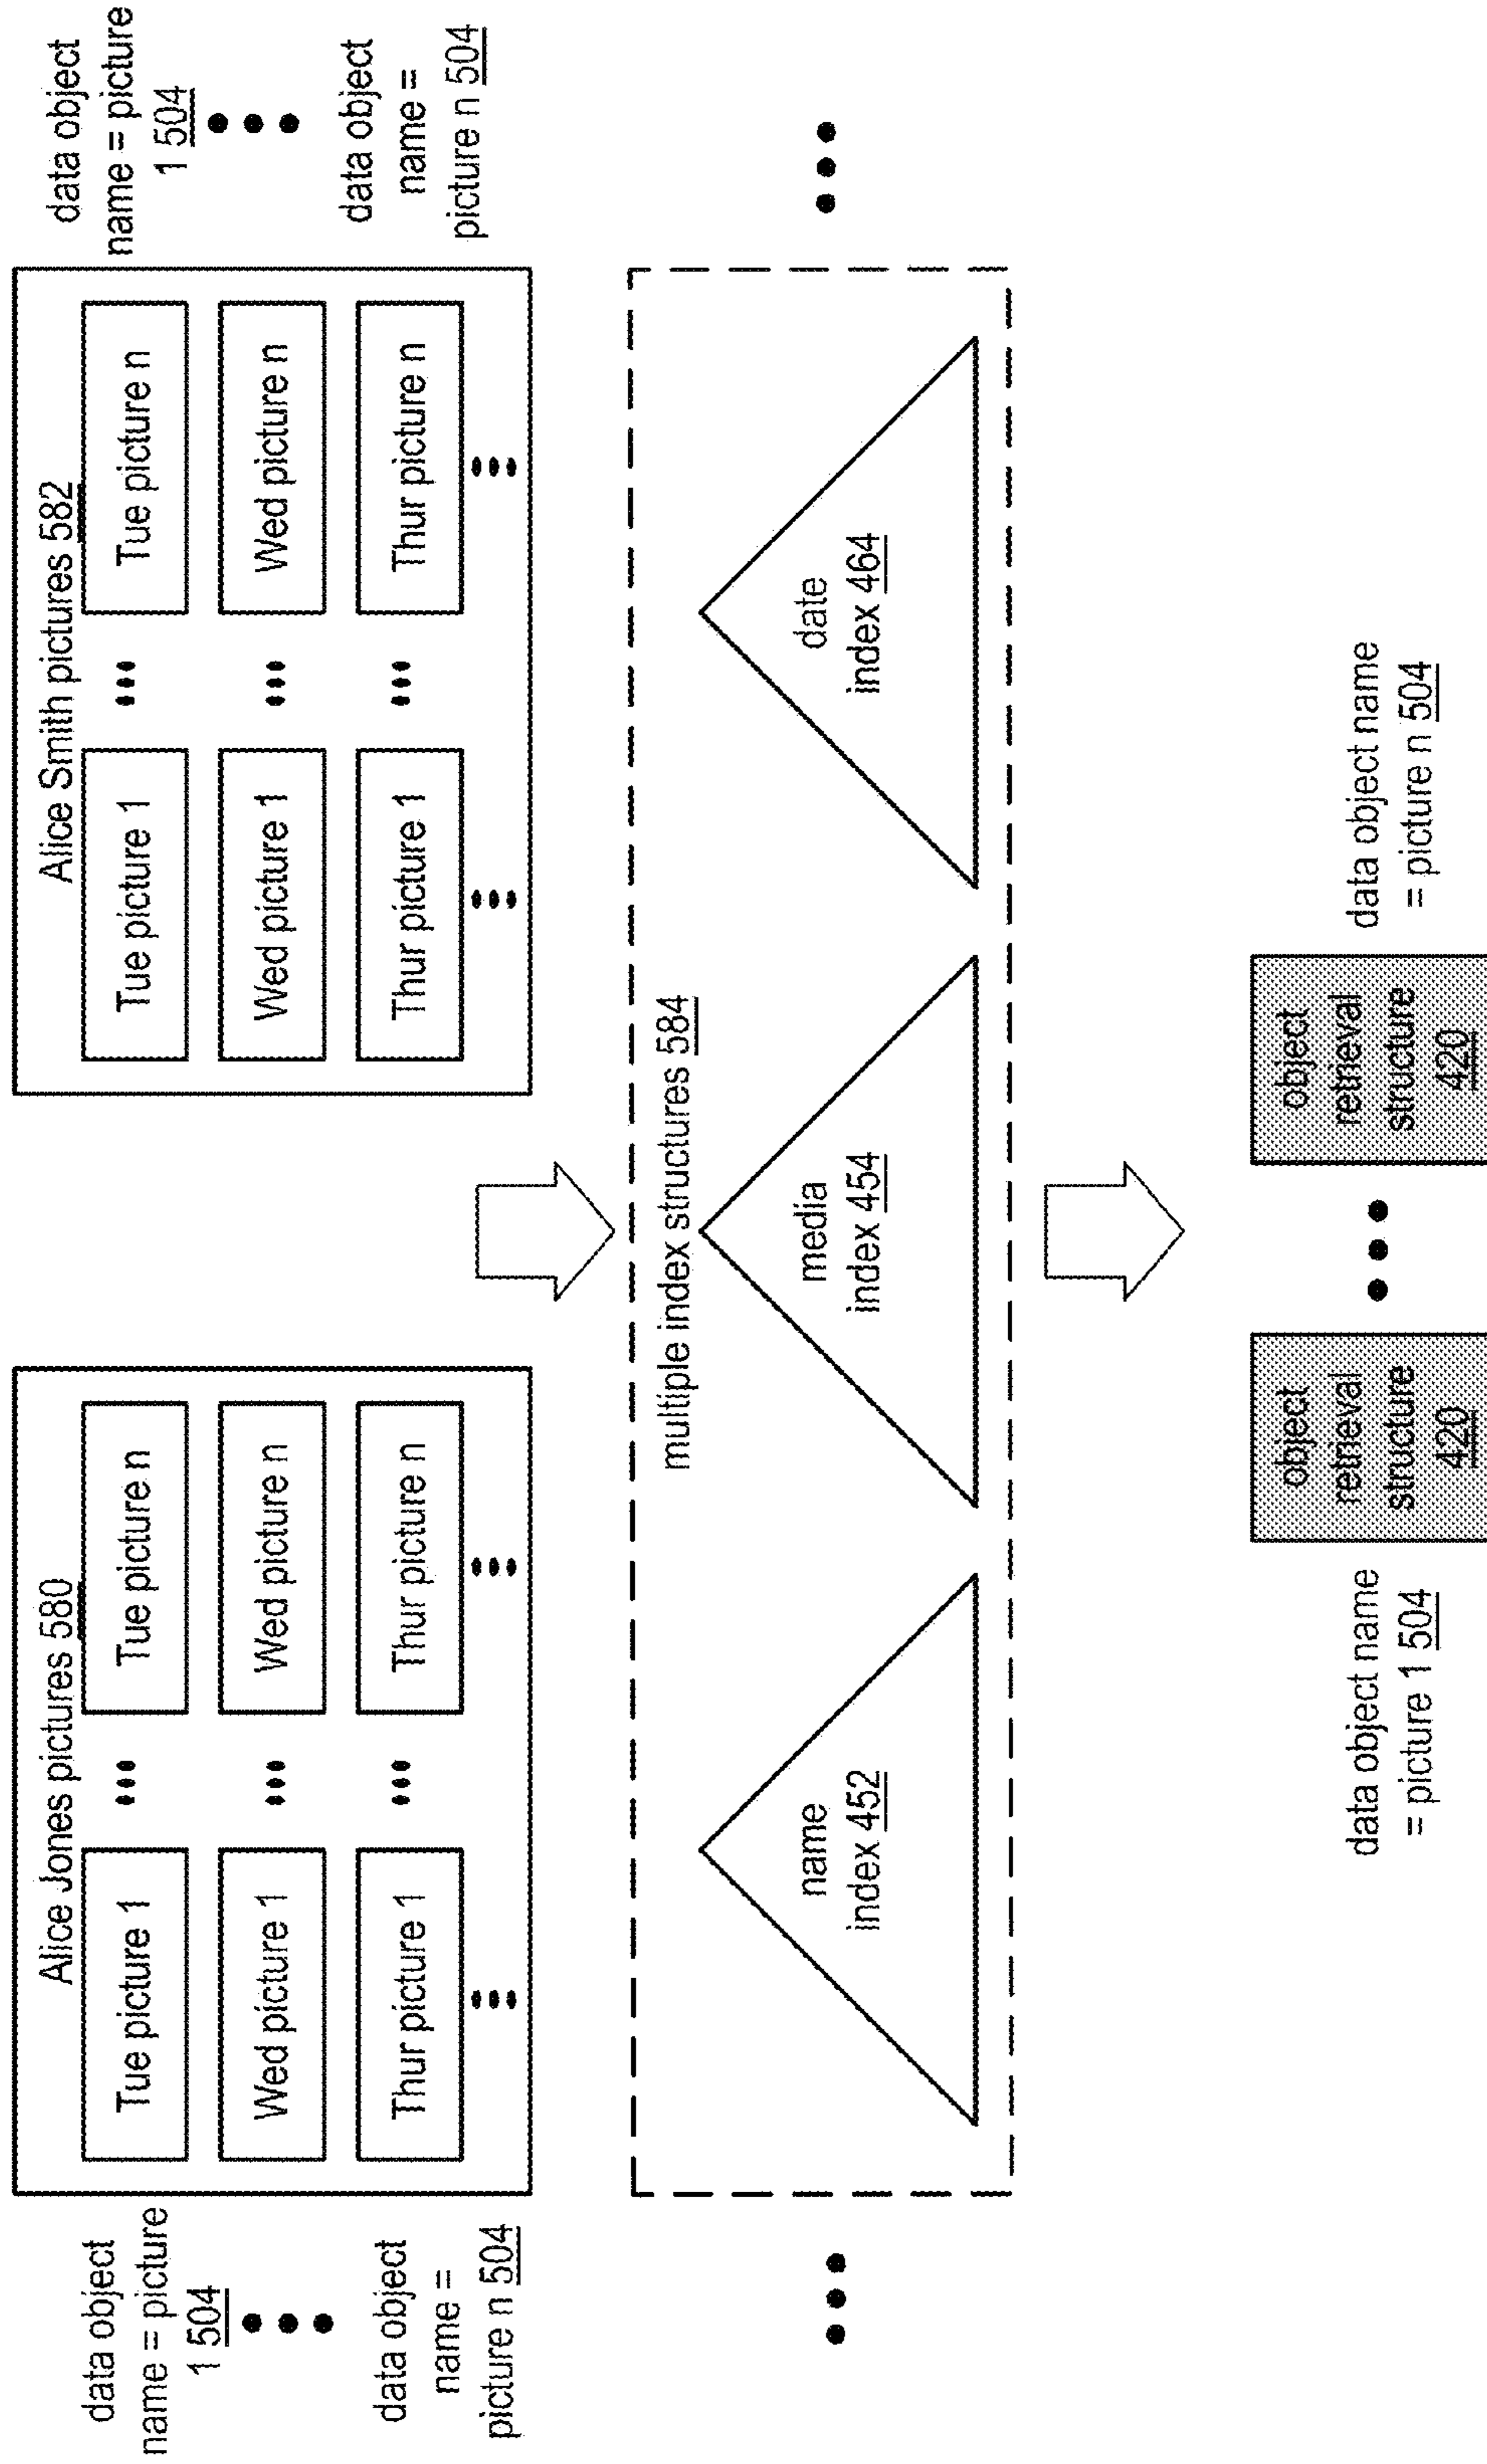 data object
name = picture
1 504
data object
name =
picture n 504
Alice Jones pictures 580
Tue picture 1
Tue picture n
Wed picture 1
Wed picture n
Thur picture 1
Thur picture n
Alice Smith pictures 582
Tue picture 1
Tue picture n
Wed picture 1
Wed picture n
Thur picture 1
Thur picture n
data object
name = picture
1 504
data object
name =
picture n 504
multiple index structures 584
name
index 452
media
index 454
date
index 464
data object name
= picture 1 504
object
retrieval
structure
420
object
retrieval
structure
420
data object name
= picture n 504